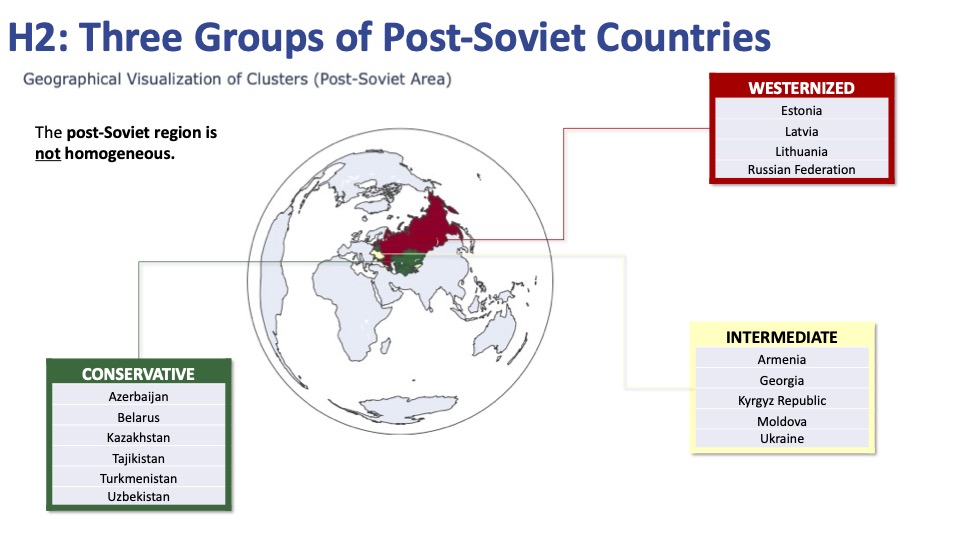 H2: Three Groups of Post-Soviet Countries
Geographical Visualization of Clusters (Post-Soviet Area)
The post-Soviet region is
not homogeneous.
WESTERNIZED
Estonia
Latvia
Lithuania
Russian Federation
INTERMEDIATE
Armenia
Georgia
Kyrgyz Republic
Moldova
Ukraine
CONSERVATIVE
Azerbaijan
Belarus
Kazakhstan
Tajikistan
Turkmenistan
Uzbekistan